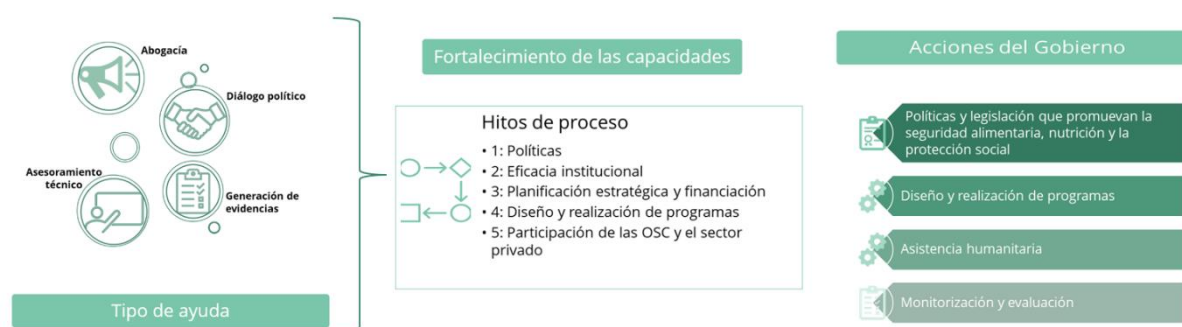 Abogacía
Diálogo político
Asesoramiento
técnico
Generación de
evidencias
Tipo de ayuda
Fortalecimiento de las capacidades
Hitos de proceso
• 1: Políticas
• 2: Eficacia institucional
• 3: Planificación estratégica y financiación
• 4: Diseño y realización de programas
• 5: Participación de las OSC y el sector
privado
Acciones del Gobierno
Políticas y legislación que promuevan la
seguridad alimentaria, nutrición y la
protección social
Diseño y realización de programas
Asistencia humanitaria
Monitorización y evaluación